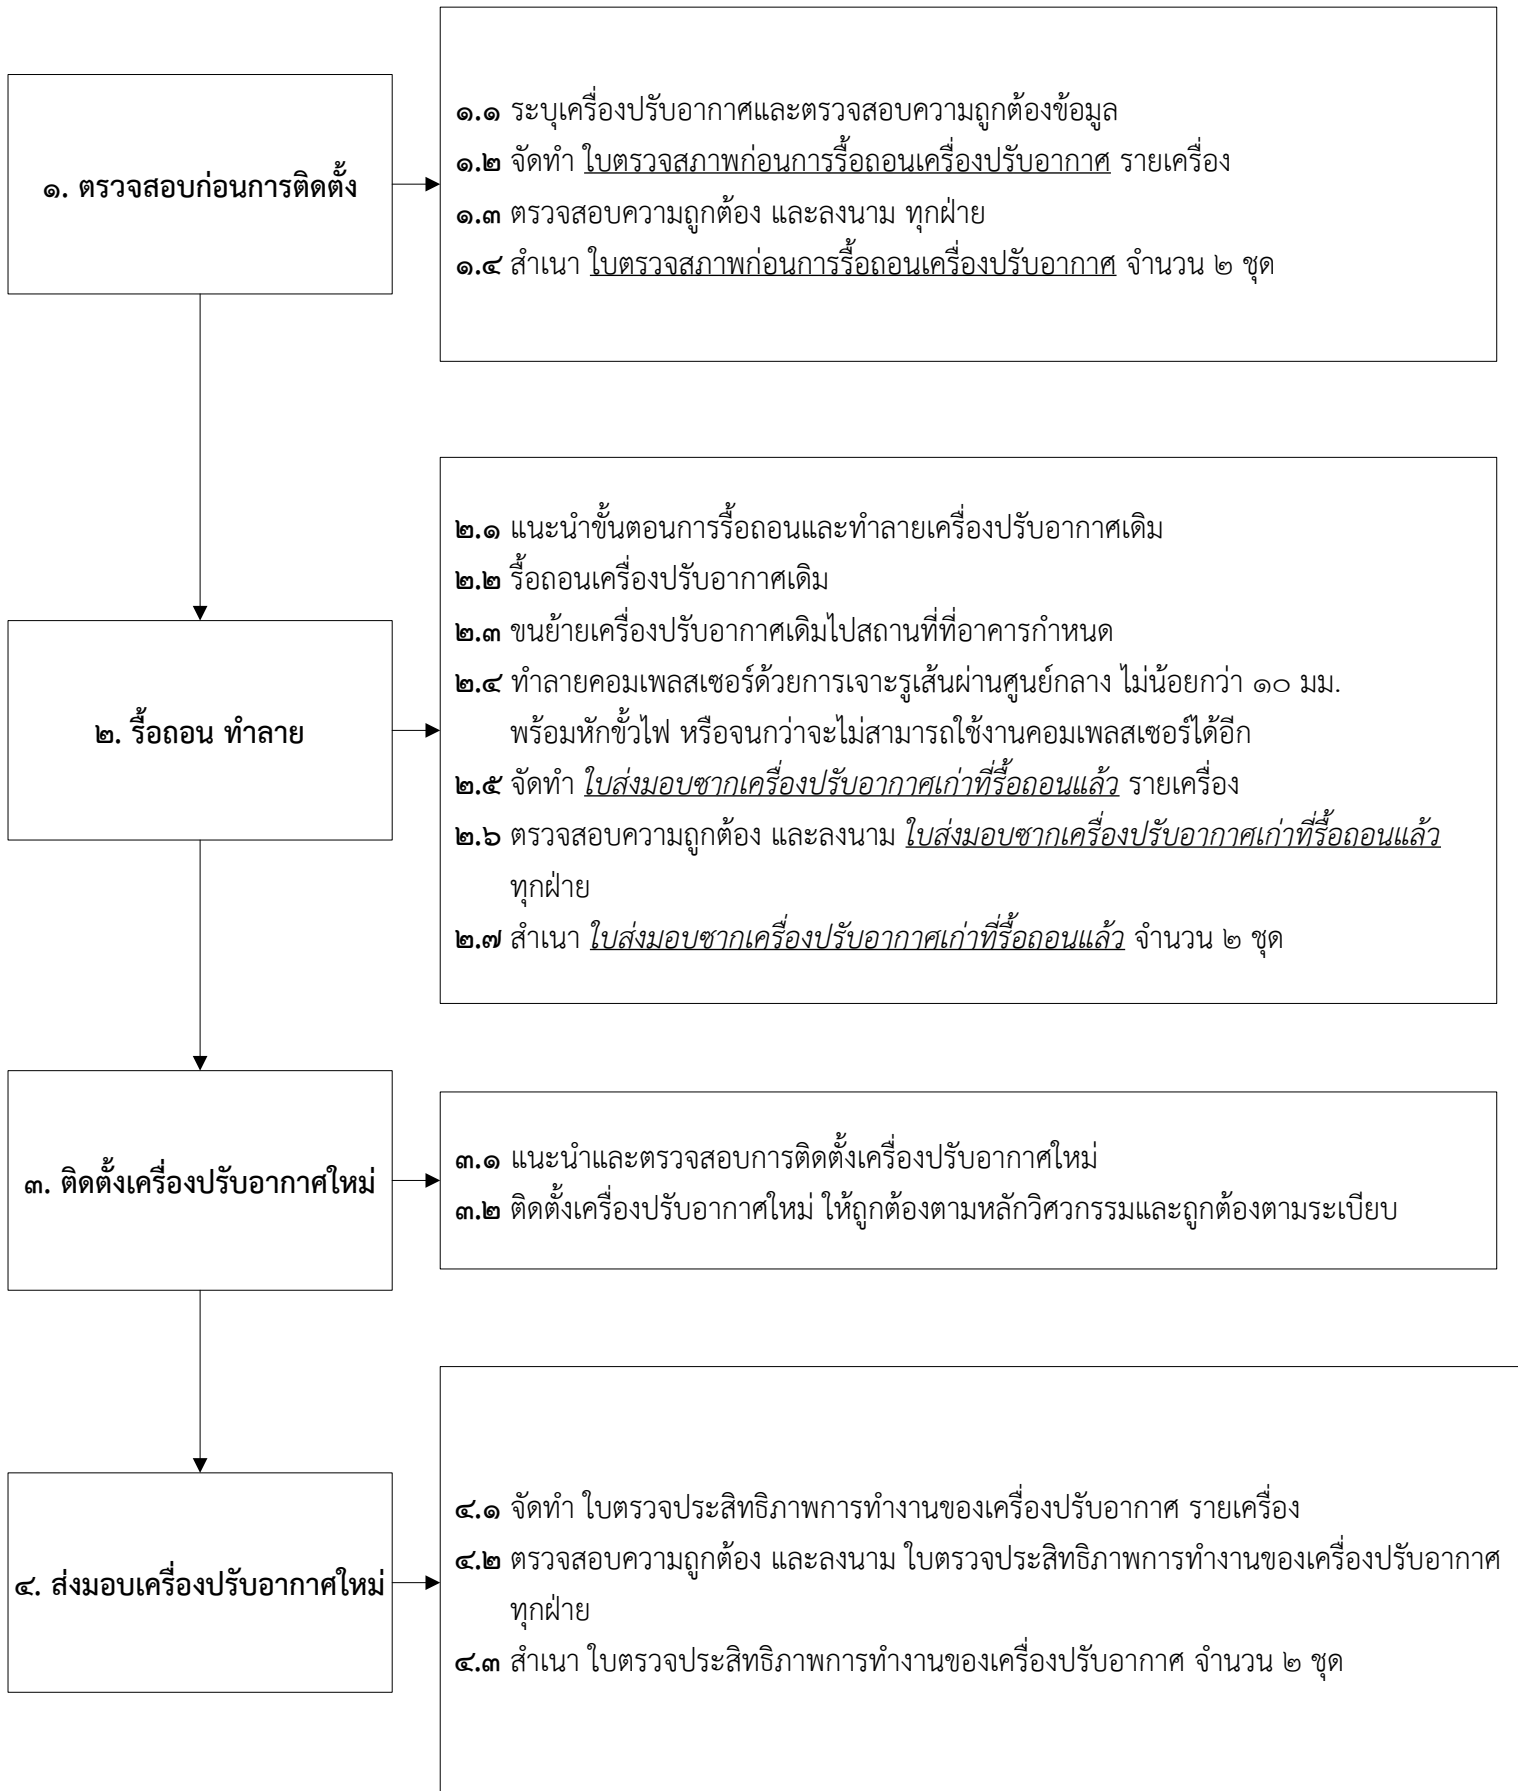 ๑. ตรวจสอบก่อนการติดตั้ง
๑.๑ ระบุเครื่องปรับอากาศและตรวจสอบความถูกต้องข้อมูล
๑.๒ จัดทำ ใบตรวจสภาพก่อนการรื้อถอนเครื่องปรับอากาศ รายเครื่อง
๑.๓ ตรวจสอบความถูกต้อง และลงนาม ทุกฝ่าย
๑.๔ สำเนา ใบตรวจสภาพก่อนการรื้อถอนเครื่องปรับอากาศ จำนวน ๒ ชุด
๒. รื้อถอน ทำลาย
๒.๑ แนะนำขั้นตอนการรื้อถอนและทำลายเครื่องปรับอากาศเดิม
๒.๒ รื้อถอนเครื่องปรับอากาศเดิม
๒.๓ ขนย้ายเครื่องปรับอากาศเดิมไปสถานที่ที่อาคารกำหนด
๒.๔ ทำลายคอมเพลสเซอร์ด้วยการเจาะรูเส้นผ่านศูนย์กลาง ไม่น้อยกว่า ๑๐ มม.
พร้อมหักขั้วไฟ หรือจนกว่าจะไม่สามารถใช้งานคอมเพลสเซอร์ได้อีก
๒.๕ จัดทำ ใบส่งมอบซากเครื่องปรับอากาศเก่าที่รื้อถอนแล้ว รายเครื่อง
๒.๖ ตรวจสอบความถูกต้อง และลงนาม ใบส่งมอบซากเครื่องปรับอากาศเก่าที่รื้อถอนแล้ว
ทุกฝ่าย
๒.๗ สำเนา ใบส่งมอบซากเครื่องปรับอากาศเก่าที่รื้อถอนแล้ว จำนวน ๒ ชุด
๓. ติดตั้งเครื่องปรับอากาศใหม่
๓.๑ แนะนำและตรวจสอบการติดตั้งเครื่องปรับอากาศใหม่
๓.๒ ติดตั้งเครื่องปรับอากาศใหม่ ให้ถูกต้องตามหลักวิศวกรรมและถูกต้องตามระเบียบ
๔. ส่งมอบเครื่องปรับอากาศใหม่
๔.๑ จัดทำ ใบตรวจประสิทธิภาพการทำงานของเครื่องปรับอากาศ รายเครื่อง
๔.๒ ตรวจสอบความถูกต้อง และลงนาม ใบตรวจประสิทธิภาพการทำงานของเครื่องปรับอากาศ
ทุกฝ่าย
๔.๓ สำเนา ใบตรวจประสิทธิภาพการทำงานของเครื่องปรับอากาศ จำนวน ๒ ชุด